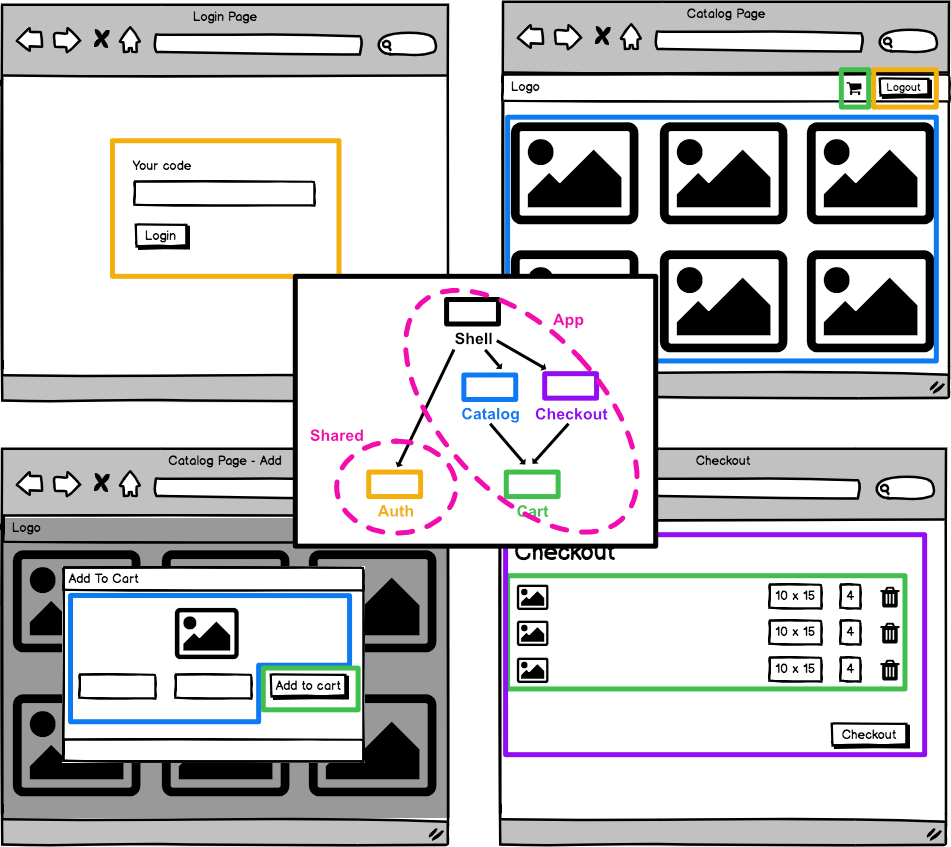 Login Page
Your code
Login
Catalog Page
Logo
Logout
App
Shell
Catalog
Checkout
Shared
Auth
Cart
Catalog Page - Add
Logo
Add To Cart
Add to cart
Checkout
Checkout
10 x 15
4
10 x 15
4
10 x 15
4
Checkout